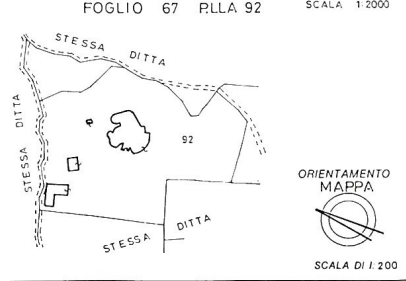 FOGLIO 67 P.LLA 92
SCALA 1:2000
STESSA DITTA
STESSA DITTA
92
STESSA DITTA
ORIENTAMENTO
MAPPA
SCALA DI 1:200